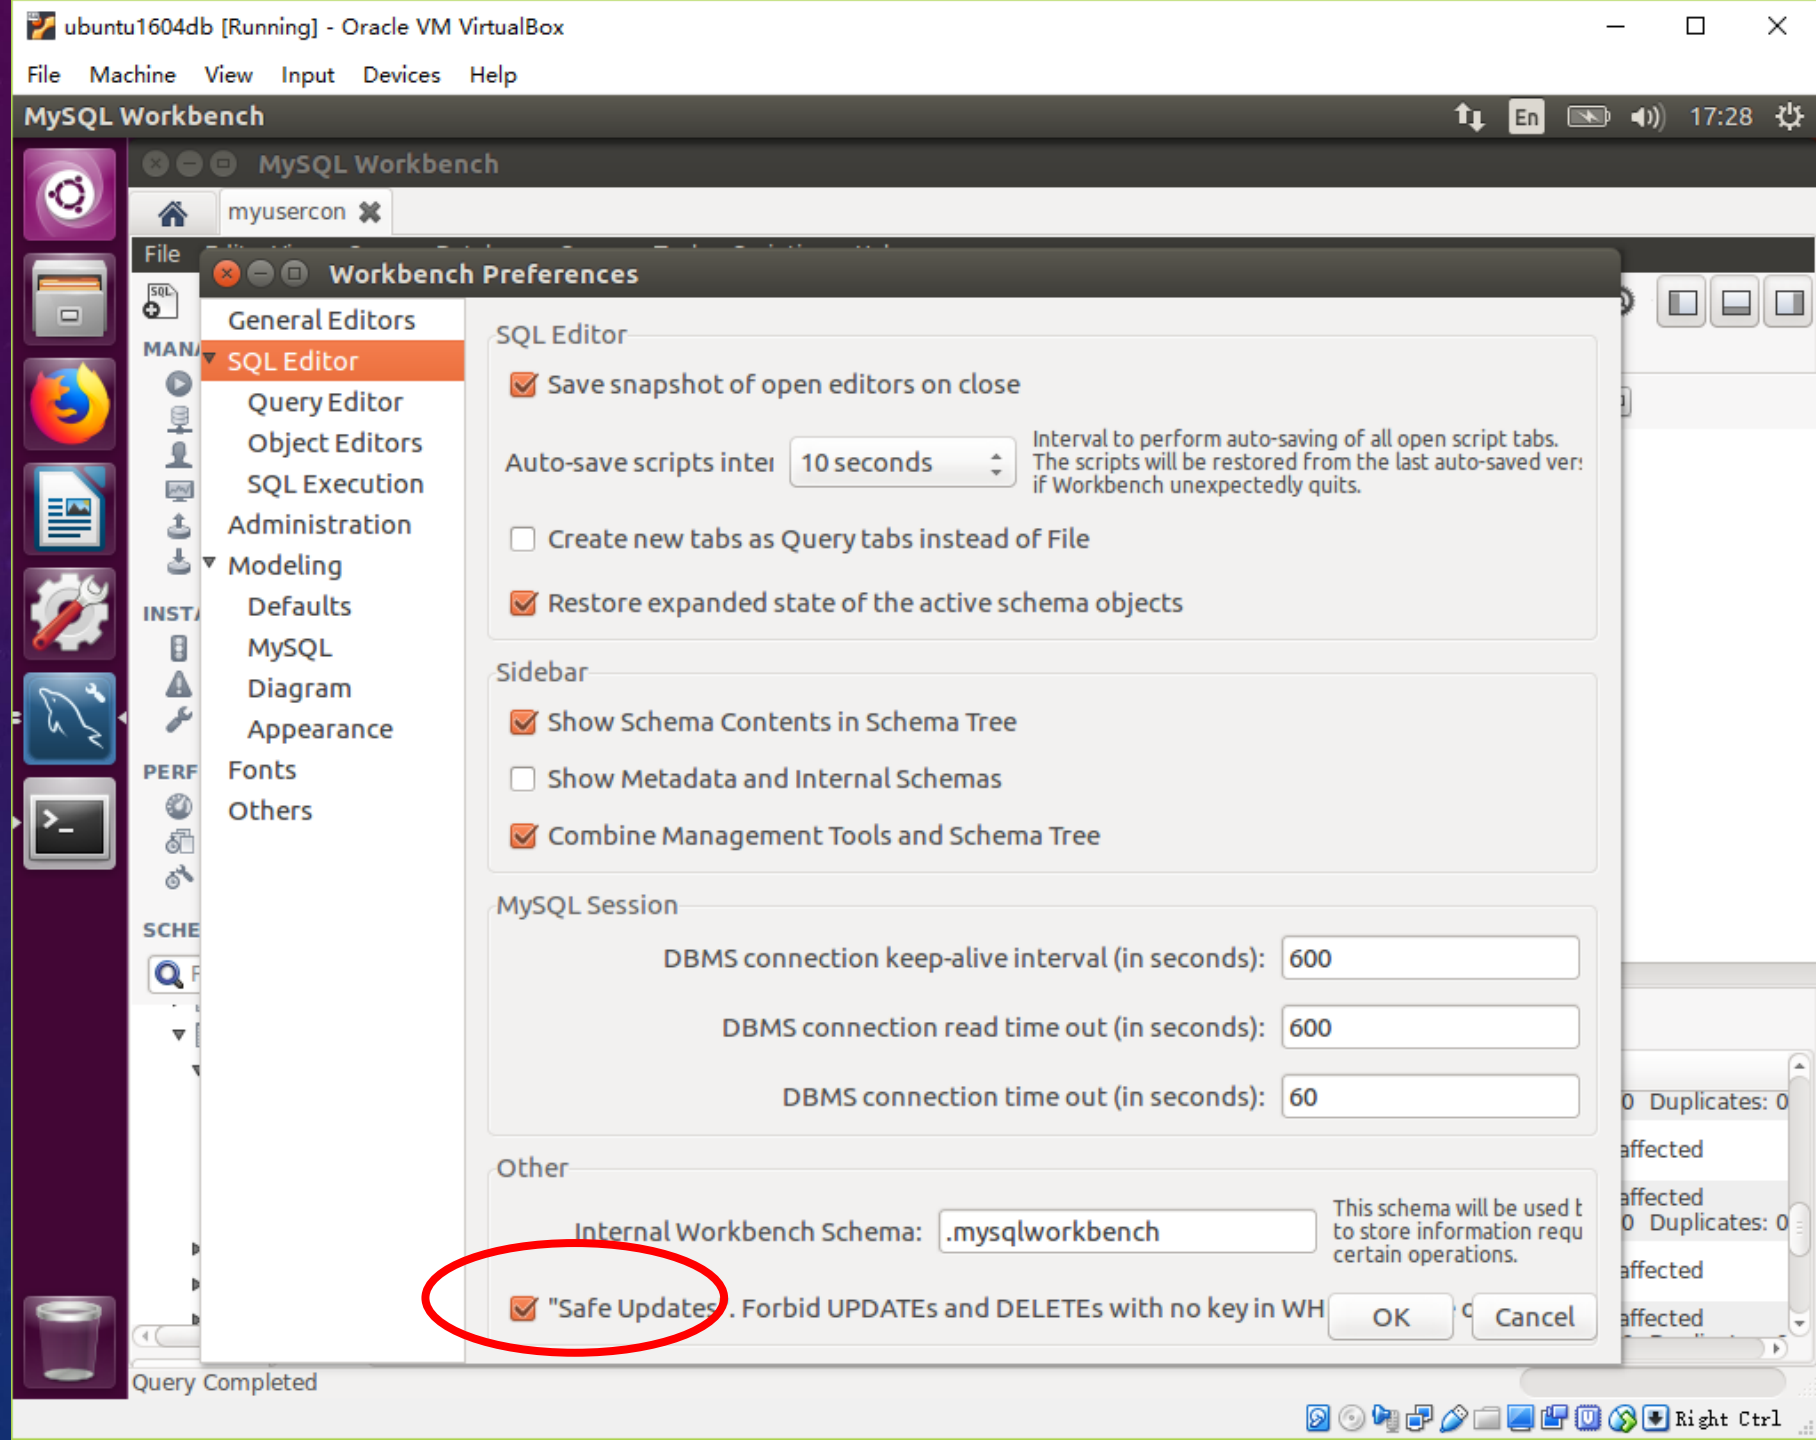 ubuntu1604db [Running] - Oracle VM VirtualBox
File Machine View Input Devices Help
MySQL Workbench
En
17:28
MySQL Workbench
myusercon
File
Workbench Preferences
SQL
General Editors
SQL Editor
Query Editor
Object Editors
SQL Execution
Administration
Modeling
Defaults
MySQL
Diagram
Appearance
Fonts
Others
SQL Editor
Save snapshot of open editors on close
Auto-save scripts inter
10 seconds
Interval to perform auto-saving of all open script tabs.
The scripts will be restored from the last auto-saved vers
if Workbench unexpectedly quits.
Create new tabs as Query tabs instead of File
Restore expanded state of the active schema objects
Sidebar
Show Schema Contents in Schema Tree
Show Metadata and Internal Schemas
Combine Management Tools and Schema Tree
MySQL Session
DBMS connection keep-alive interval (in seconds): 600
DBMS connection read time out (in seconds): 600
DBMS connection time out (in seconds): 60
Other
Internal Workbench Schema: .mysqlworkbench
This schema will be used b
to store information requ
certain operations.
"Safe Updates". Forbid UPDATEs and DELETEs with no key in WH
OK
Cancel
MANA
INSTA
PERF
SCHE
0 Duplicates: 0
affected
affected
0 Duplicates: 0
affected
affected
Query Completed
Right Ctrl